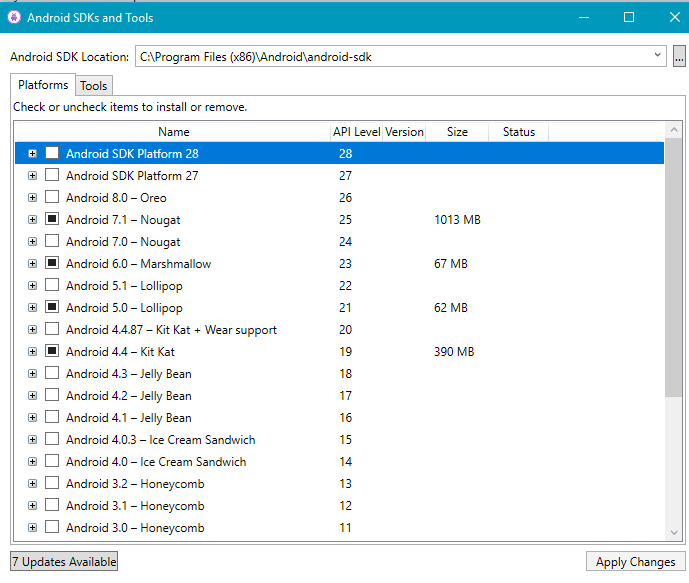 Android SDKs and Tools
Android SDK Location: C:\Program Files (x86)\Android\android-sdk ...
Platforms Tools
Check or uncheck items to install or remove.
Name API Level Version Size Status
Android SDK Platform 28 28
Android SDK Platform 27 27
Android 8.0 – Oreo 26
Android 7.1 – Nougat 25 1013 MB
Android 7.0 – Nougat 24
Android 6.0 – Marshmallow 23 67 MB
Android 5.1 – Lollipop 22
Android 5.0 – Lollipop 21 62 MB
Android 4.4.87 – Kit Kat + Wear support 20
Android 4.4 – Kit Kat 19 390 MB
Android 4.3 – Jelly Bean 18
Android 4.2 – Jelly Bean 17
Android 4.1 – Jelly Bean 16
Android 4.0.3 – Ice Cream Sandwich 15
Android 4.0 – Ice Cream Sandwich 14
Android 3.2 – Honeycomb 13
Android 3.1 – Honeycomb 12
Android 3.0 – Honeycomb 11
7 Updates Available Apply Changes